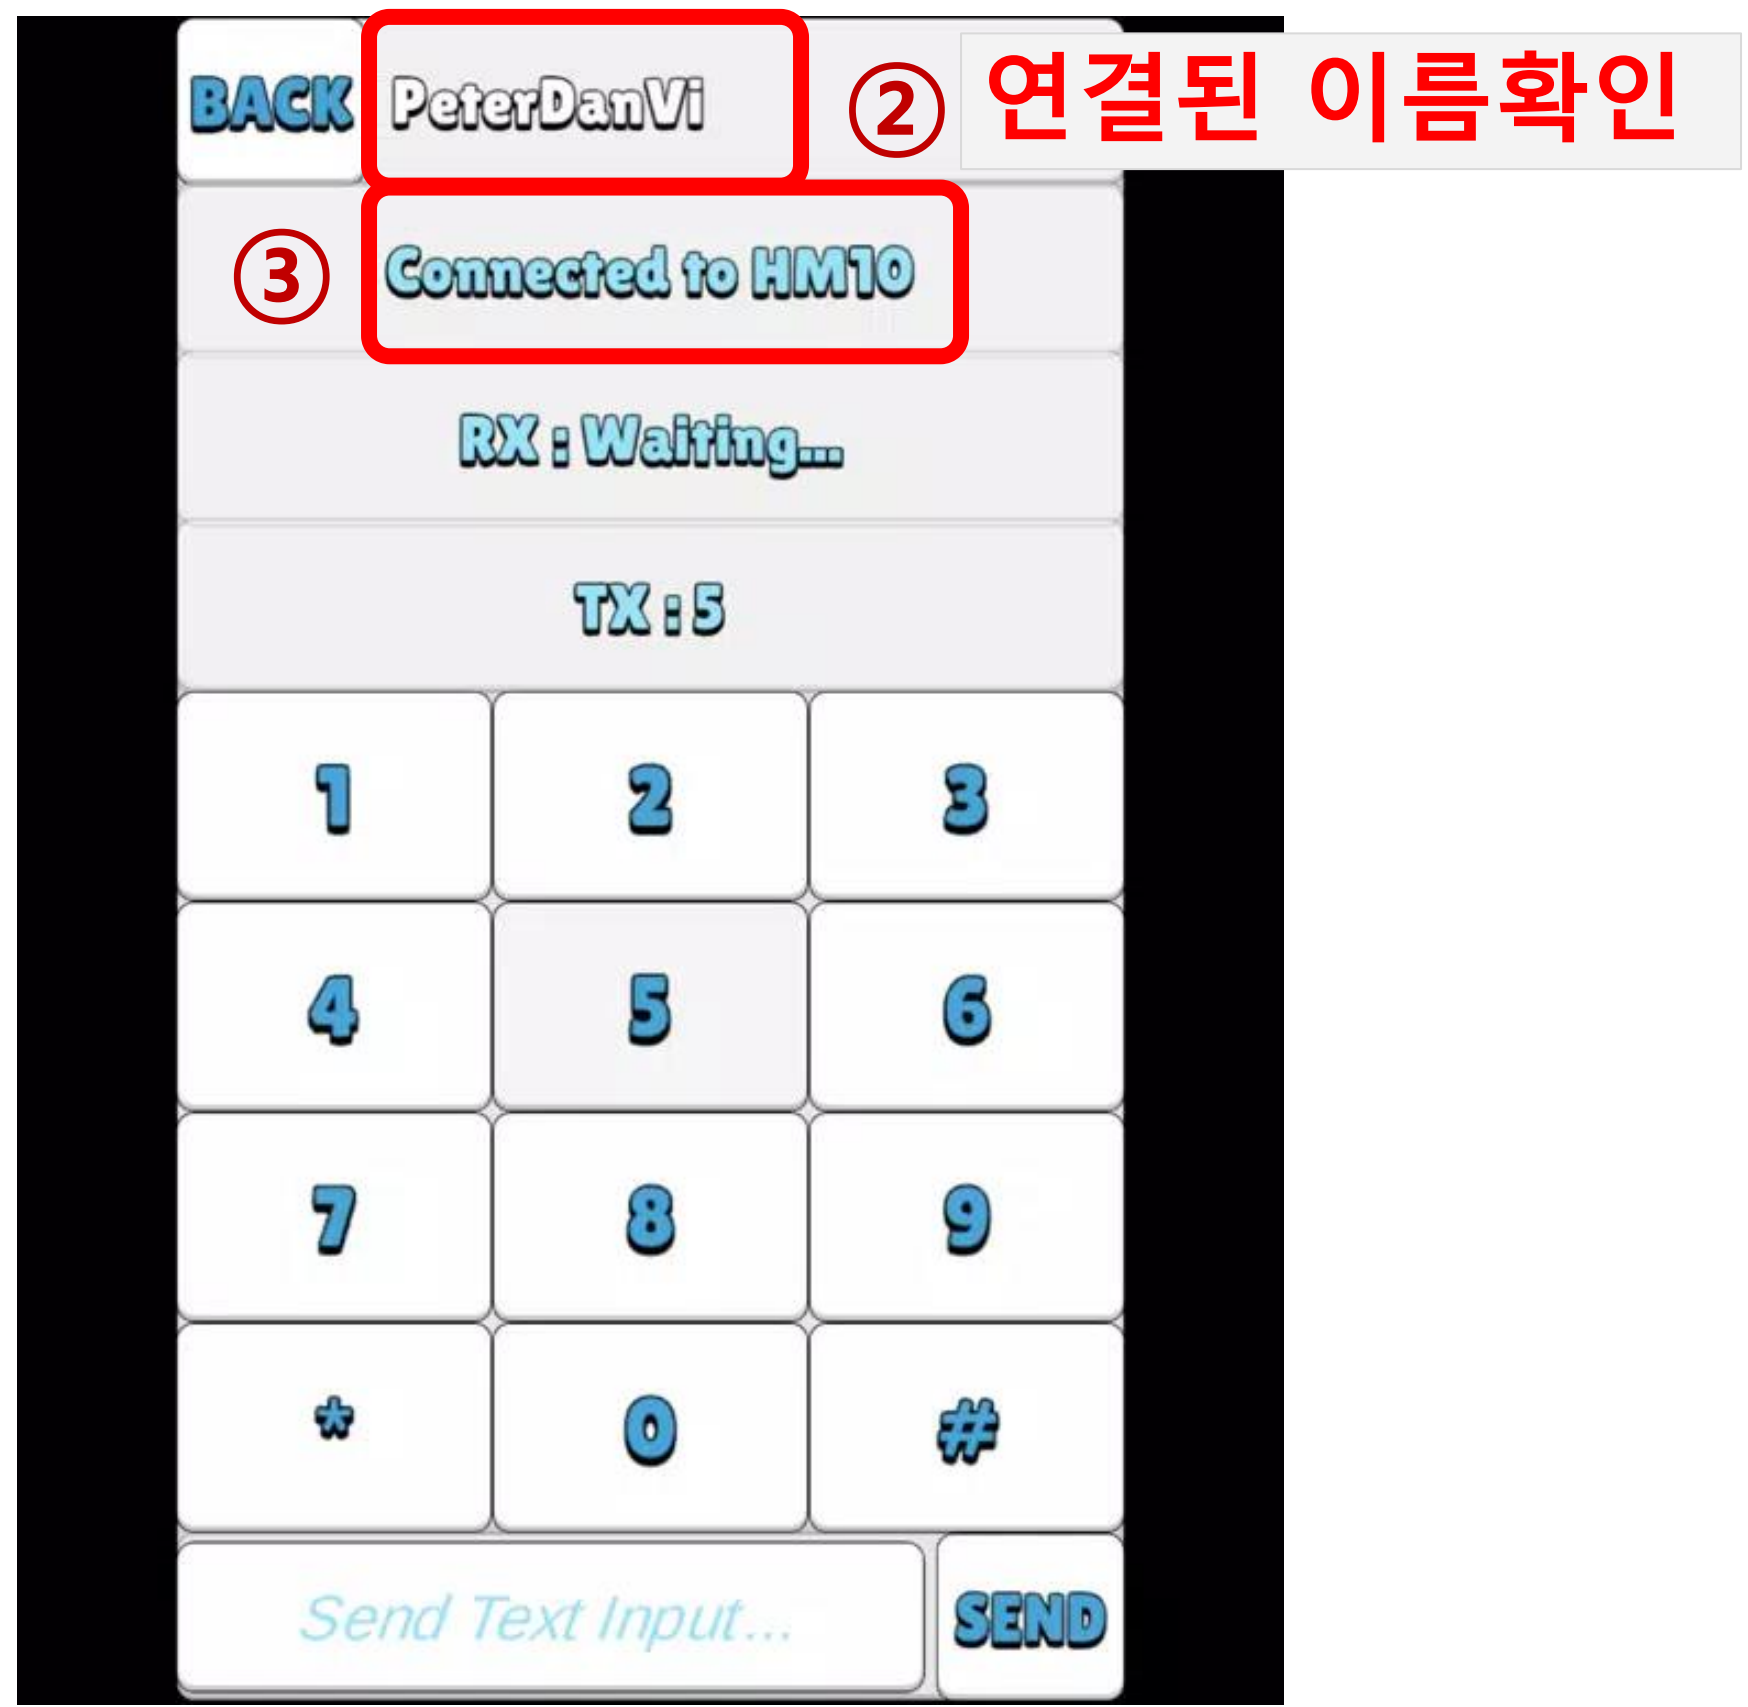 BACK PeterDanVi ② 연결된 이름확인
③ Connected to HM10
RX : Waiting...
TX : 5
1 2 3
4 5 6
7 8 9
* 0 #
Send Text Input... SEND